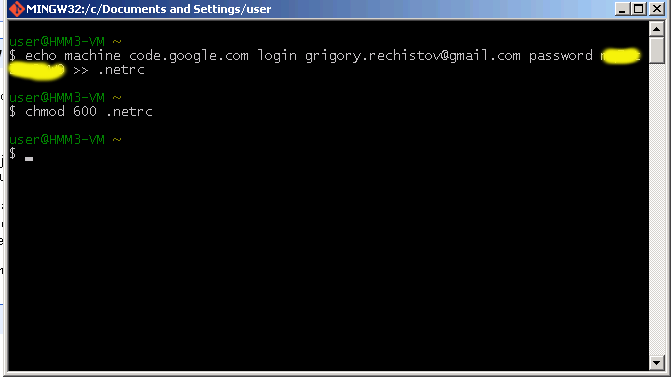 MINGW32:/c/Documents and Settings/user
user@HMM3-VM ~
$ echo machine code.google.com login grigory.rechistov@gmail.com password
>> .netrc
user@HMM3-VM ~
$ chmod 600 .netrc
user@HMM3-VM ~
$